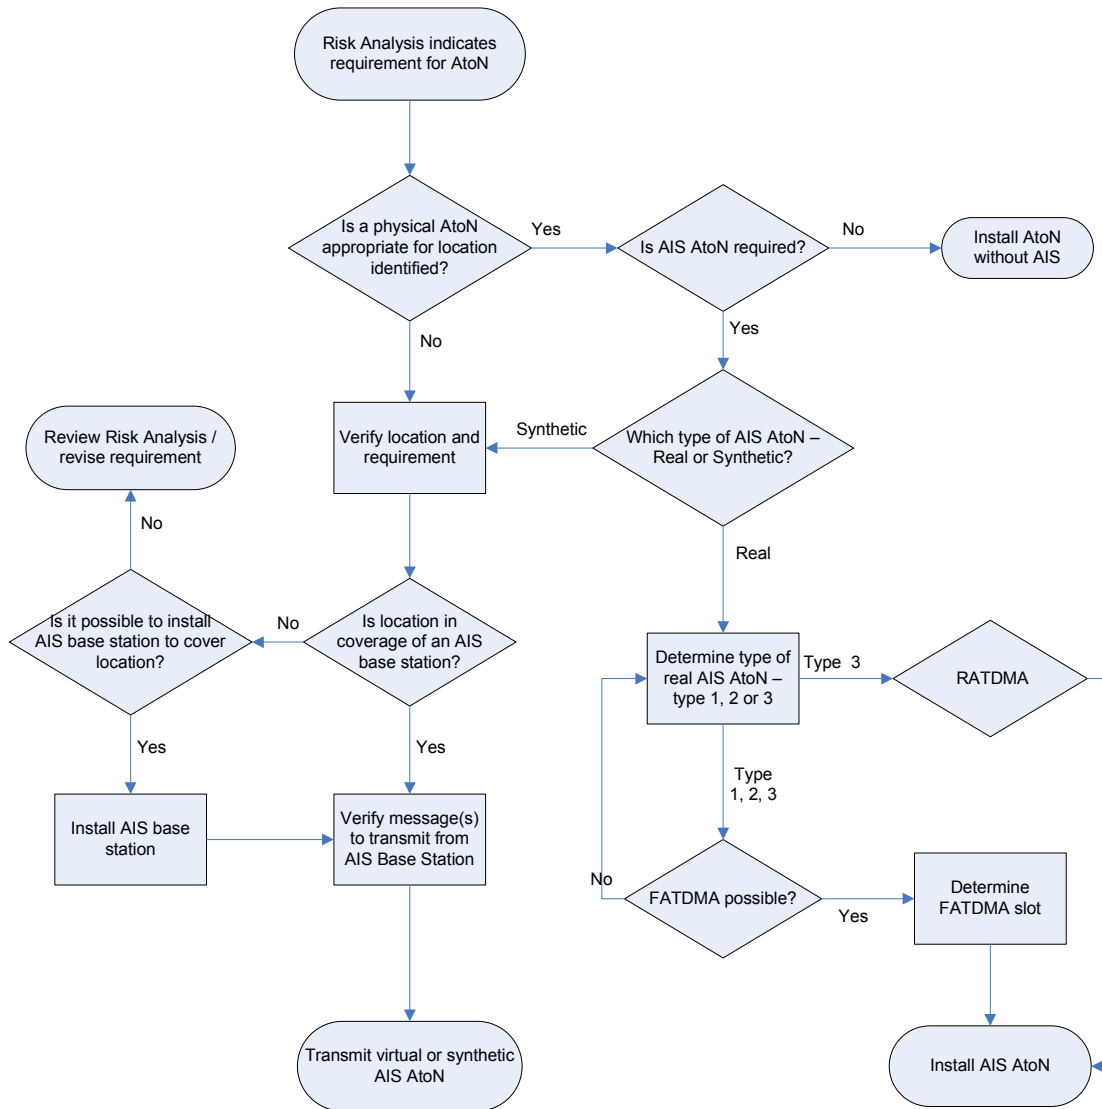 Risk Analysis indicates
requirement for AtoN
Is a physical AtoN
appropriate for location
identified?
Yes
Is AIS AtoN required?
No
Install AtoN
without AIS
No
Yes
Review Risk Analysis /
revise requirement
Verify location and
requirement
Synthetic
Which type of AIS AtoN –
Real or Synthetic?
No
Real
Is it possible to install
AIS base station to cover
location?
No
Is location in
coverage of an AIS
base station?
Determine type of
real AIS AtoN –
type 1, 2 or 3
Type 3
RATDMA
Yes
Yes
Type
1, 2, 3
Install AIS base
station
Verify message(s)
to transmit from
AIS Base Station
No
FATDMA possible?
Yes
Determine
FATDMA slot
Transmit virtual or synthetic
AIS AtoN
Install AIS AtoN